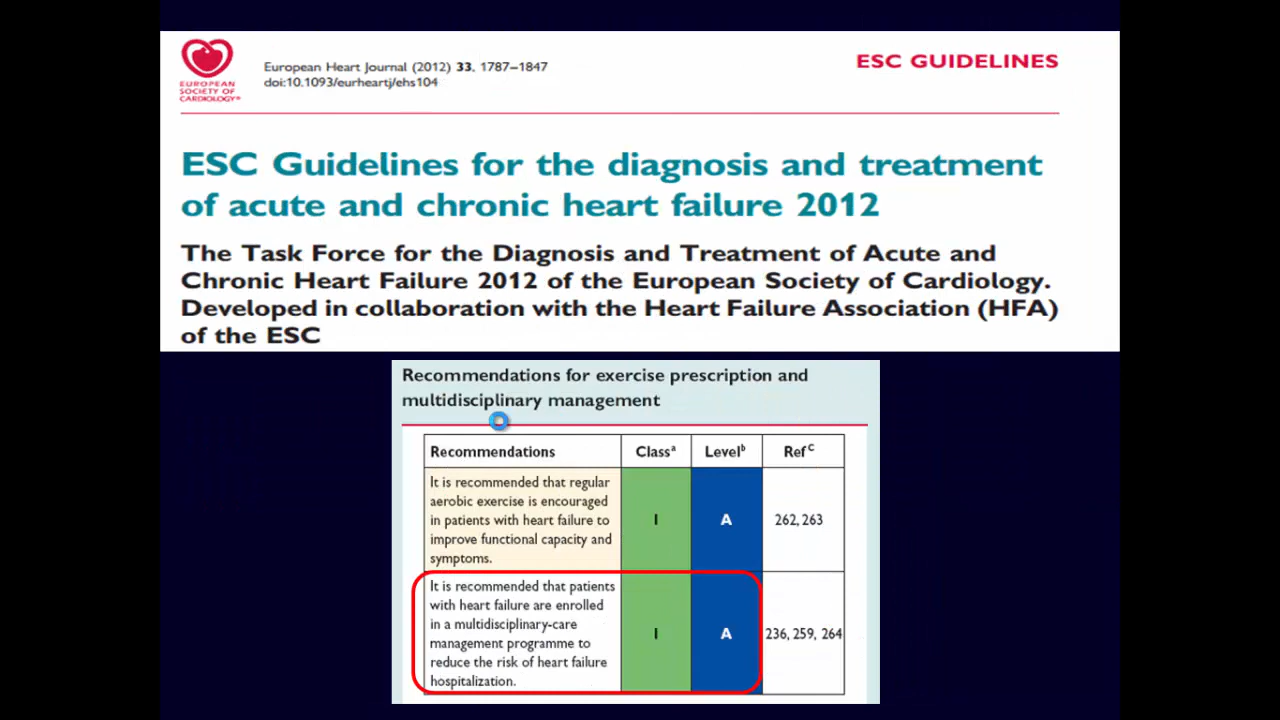 EUROPEAN
SOCIETY OF
CARDIOLOGY®
European Heart Journal (2012) 33, 1787–1847
doi:10.1093/eurheartj/ehs104
ESC GUIDELINES
ESC Guidelines for the diagnosis and treatment
of acute and chronic heart failure 2012
The Task Force for the Diagnosis and Treatment of Acute and
Chronic Heart Failure 2012 of the European Society of Cardiology.
Developed in collaboration with the Heart Failure Association (HFA)
of the ESC
Recommendations for exercise prescription and
multidisciplinary management
Recommendations Classᵃ Levelᵇ Refᶜ
It is recommended that regular
aerobic exercise is encouraged
in patients with heart failure to
improve functional capacity and
symptoms.
I A 262, 263
It is recommended that patients
with heart failure are enrolled
in a multidisciplinary-care
management programme to
reduce the risk of heart failure
hospitalization.
I A 236, 259, 264